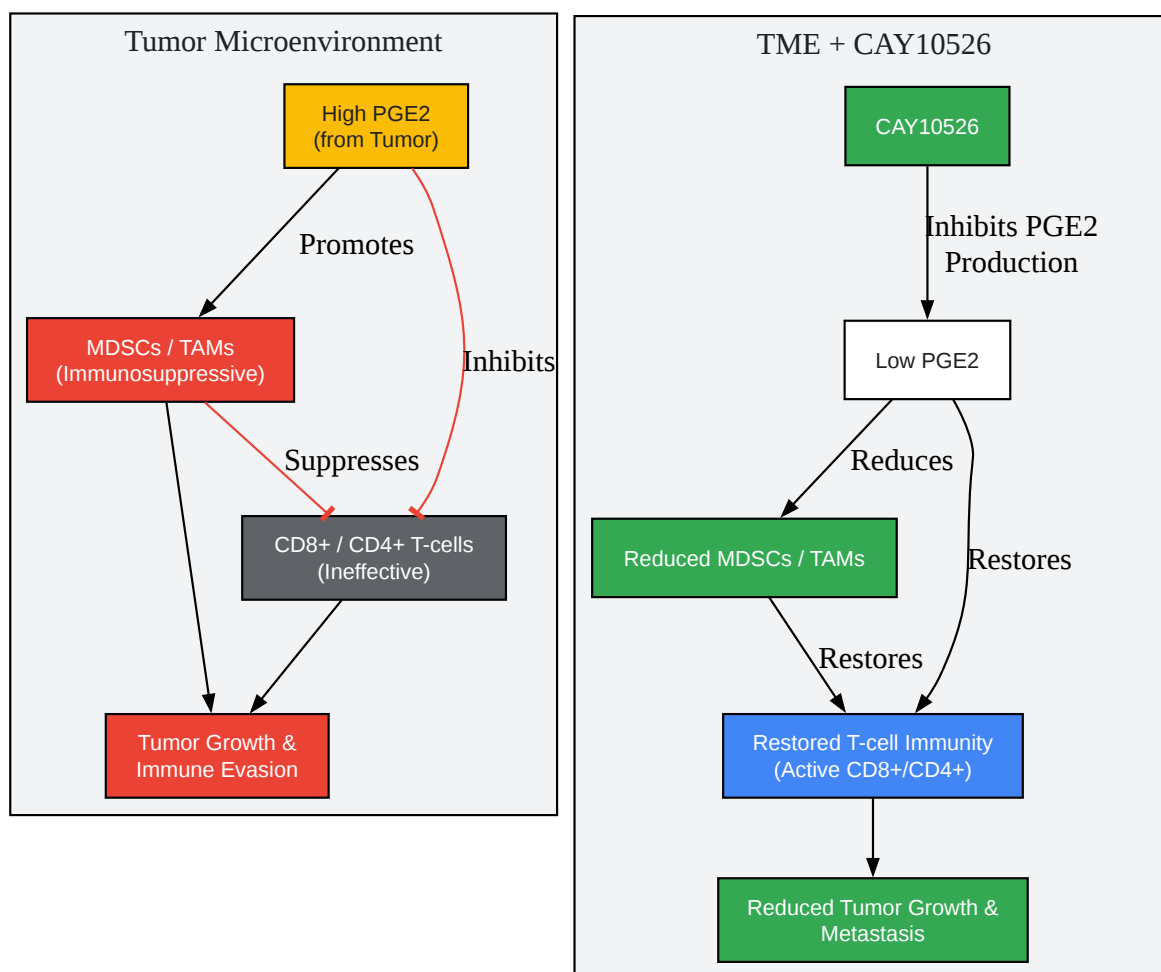 Tumor Microenvironment
High PGE2
(from Tumor)
Promotes
MDSCs / TAMs
(Immunosuppressive)
Inhibits
Suppresses
CD8+ / CD4+ T-cells
(Ineffective)
Tumor Growth &
Immune Evasion
TME + CAY10526
CAY10526
Inhibits PGE2
Production
Low PGE2
Reduces
Reduced MDSCs / TAMs
Restores
Restores
Restored T-cell Immunity
(Active CD8+/CD4+)
Reduced Tumor Growth &
Metastasis